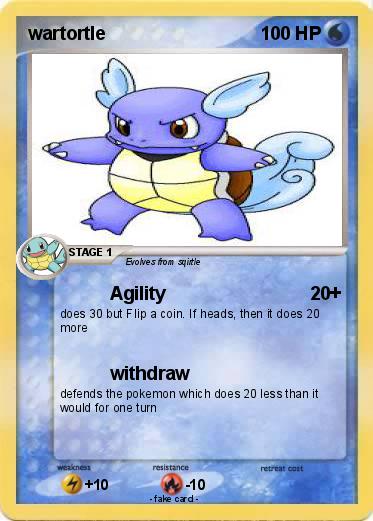 wartortle 100 HP
STAGE 1
Evolves from sqitle
Agility 20+
does 30 but Flip a coin. If heads, then it does 20
more
withdraw
defends the pokemon which does 20 less than it
would for one turn
weakness resistance retreat cost
+10 -10
- fake card -